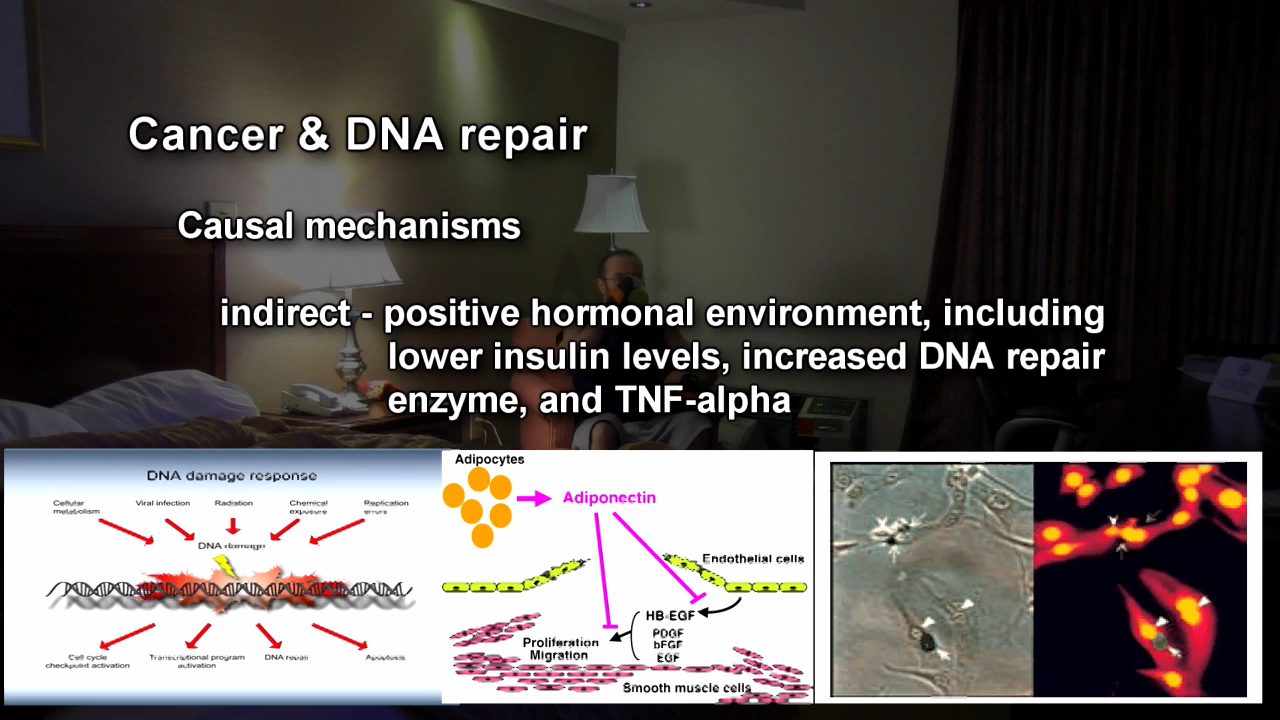 Cancer & DNA repair
Causal mechanisms
indirect - positive hormonal environment, including
lower insulin levels, increased DNA repair
enzyme, and TNF-alpha
DNA damage response
Cellular
metabolism
Viral infection
Radiation
Chemical
exposure
Replication
errors
DNA damage
Cell cycle
checkpoint activation
Transcriptional program
activation
DNA repair
Apoptosis
Adipocytes
Adiponectin
Endothelial cells
HB-EGF
PDGF
bFGF
EGF
Proliferation
Migration
Smooth muscle cells